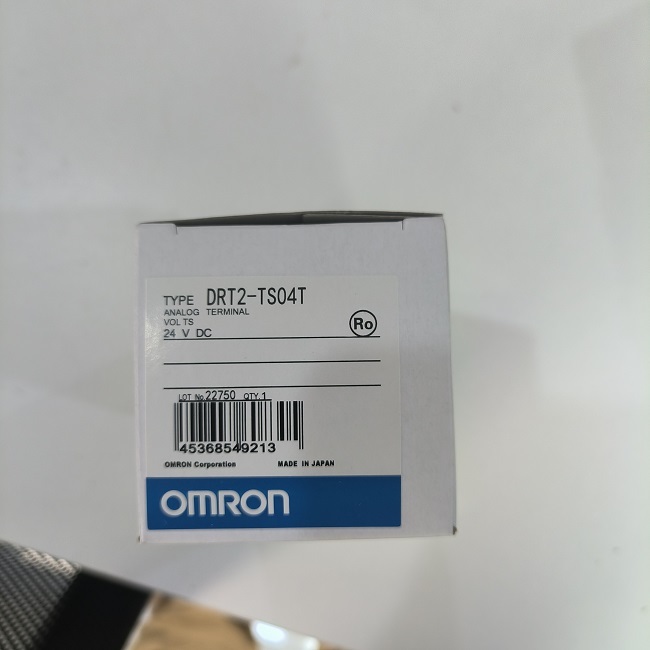 TYPE DRT2-TS04T
ANALOG TERMINAL
VOLTS
24 V DC
Ro
LOT No.22750 QTY.1
45368549213
OMRON Corporation MADE IN JAPAN
OMRON